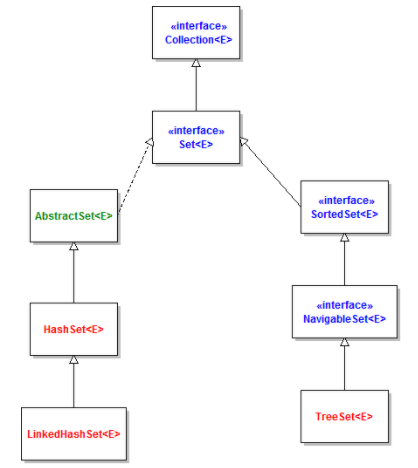 «interface»
Collection<E>
«interface»
Set<E>
AbstractSet<E>
«interface»
SortedSet<E>
HashSet<E>
«interface»
NavigableSet<E>
LinkedHashSet<E>
TreeSet<E>